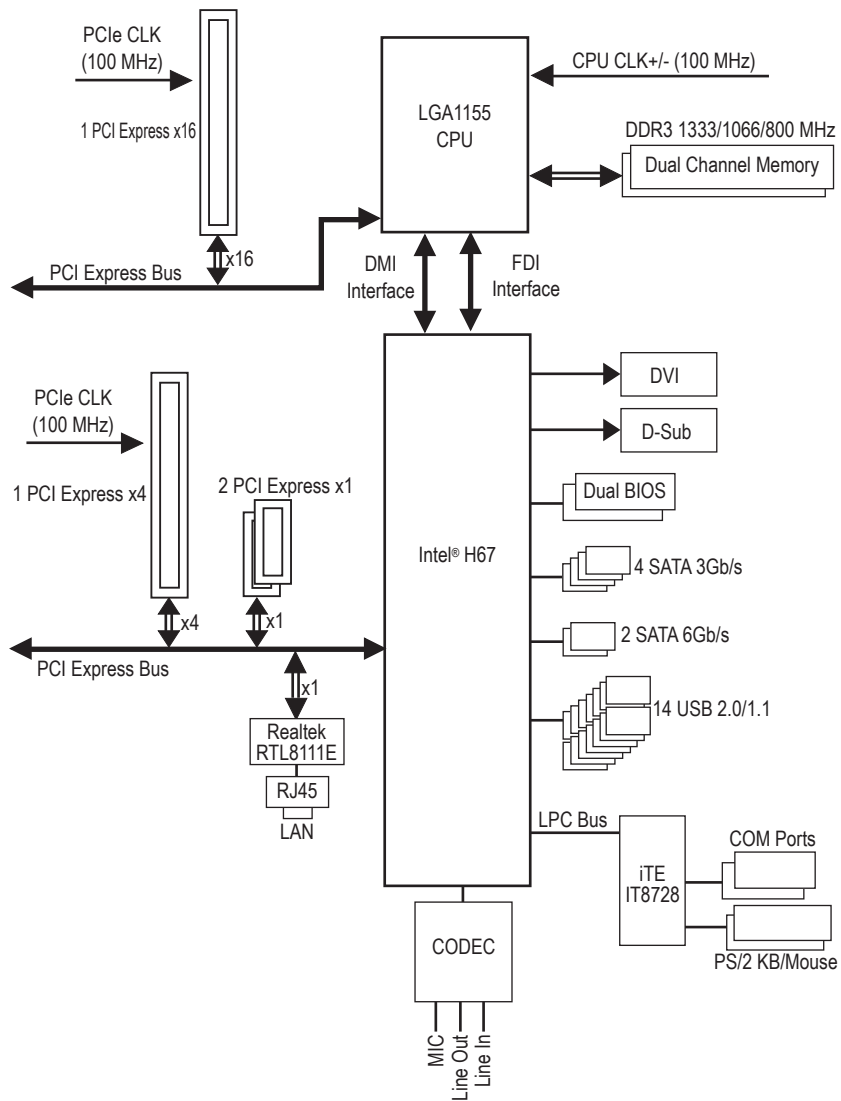 PCIe CLK
(100 MHz)
1 PCI Express x16
x16
PCI Express Bus
LGA1155
CPU
CPU CLK+/- (100 MHz)
DDR3 1333/1066/800 MHz
Dual Channel Memory
DMI
Interface
FDI
Interface
PCIe CLK
(100 MHz)
1 PCI Express x4
2 PCI Express x1
x4
x1
PCI Express Bus
x1
Realtek
RTL8111E
RJ45
LAN
Intel® H67
DVI
D-Sub
Dual BIOS
4 SATA 3Gb/s
2 SATA 6Gb/s
14 USB 2.0/1.1
LPC Bus
iTE
IT8728
COM Ports
PS/2 KB/Mouse
CODEC
MIC
Line Out
Line In